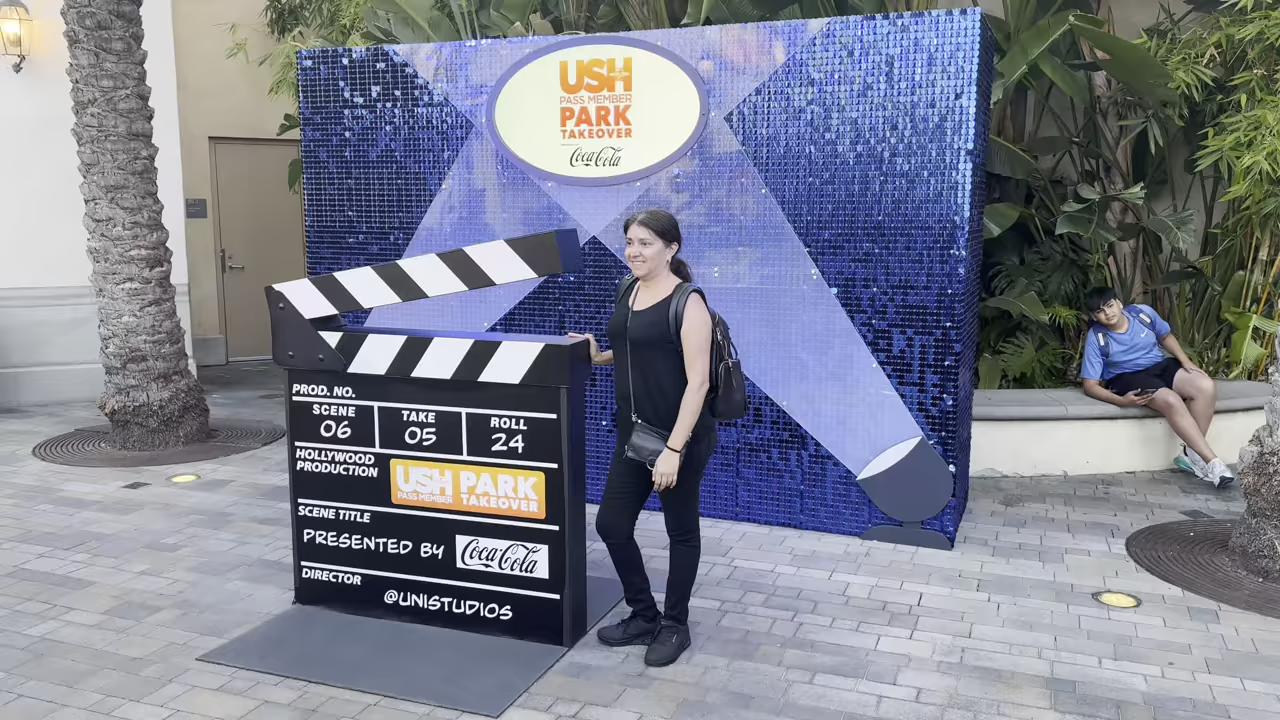 USH
PASS MEMBER
PARK
TAKEOVER
Coca-Cola
PROD. NO.
SCENE TAKE ROLL
06 05 24
HOLLYWOOD
PRODUCTION
USH PARK
PASS MEMBER TAKEOVER
SCENE TITLE
PRESENTED BY Coca-Cola
DIRECTOR
@UNISTUDIOS